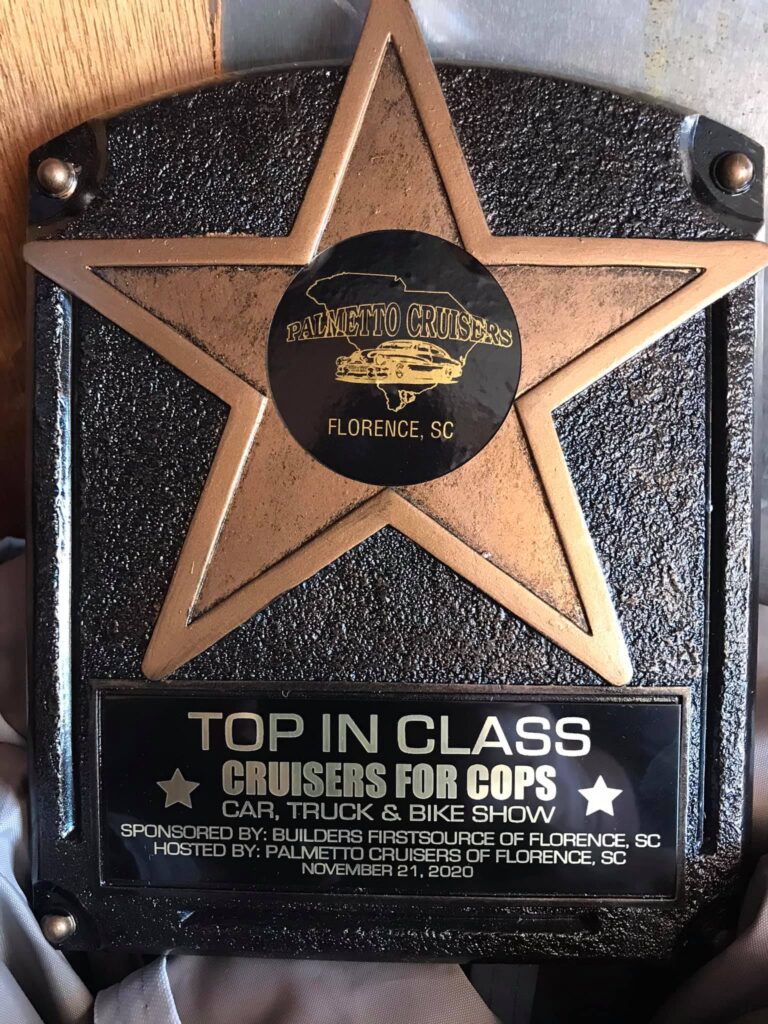 PALMETTO CRUISERS
FLORENCE, SC
TOP IN CLASS
CRUISERS FOR COPS
CAR, TRUCK & BIKE SHOW
SPONSORED BY: BUILDERS FIRSTSOURCE OF FLORENCE, SC
HOSTED BY: PALMETTO CRUISERS OF FLORENCE, SC
NOVEMBER 21, 2020